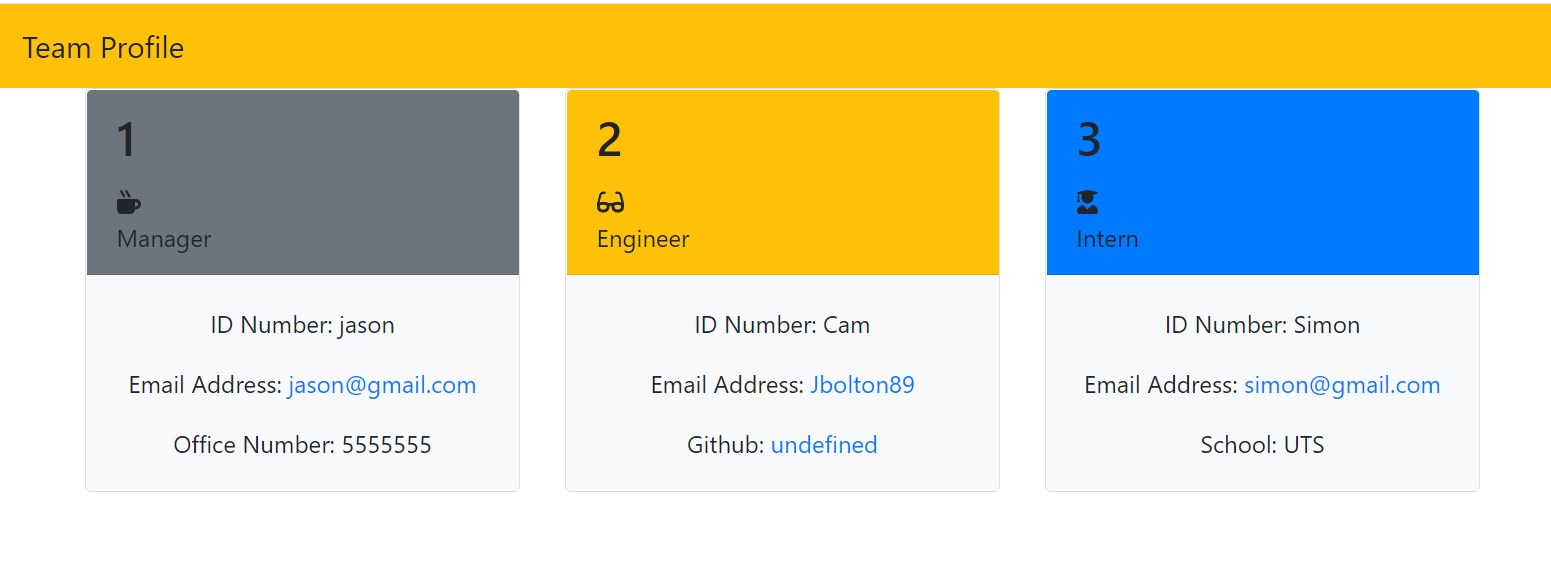 Team Profile
1
Manager
ID Number: jason
Email Address: jason@gmail.com
Office Number: 5555555
2
Engineer
ID Number: Cam
Email Address: Jbolton89
Github: undefined
3
Intern
ID Number: Simon
Email Address: simon@gmail.com
School: UTS